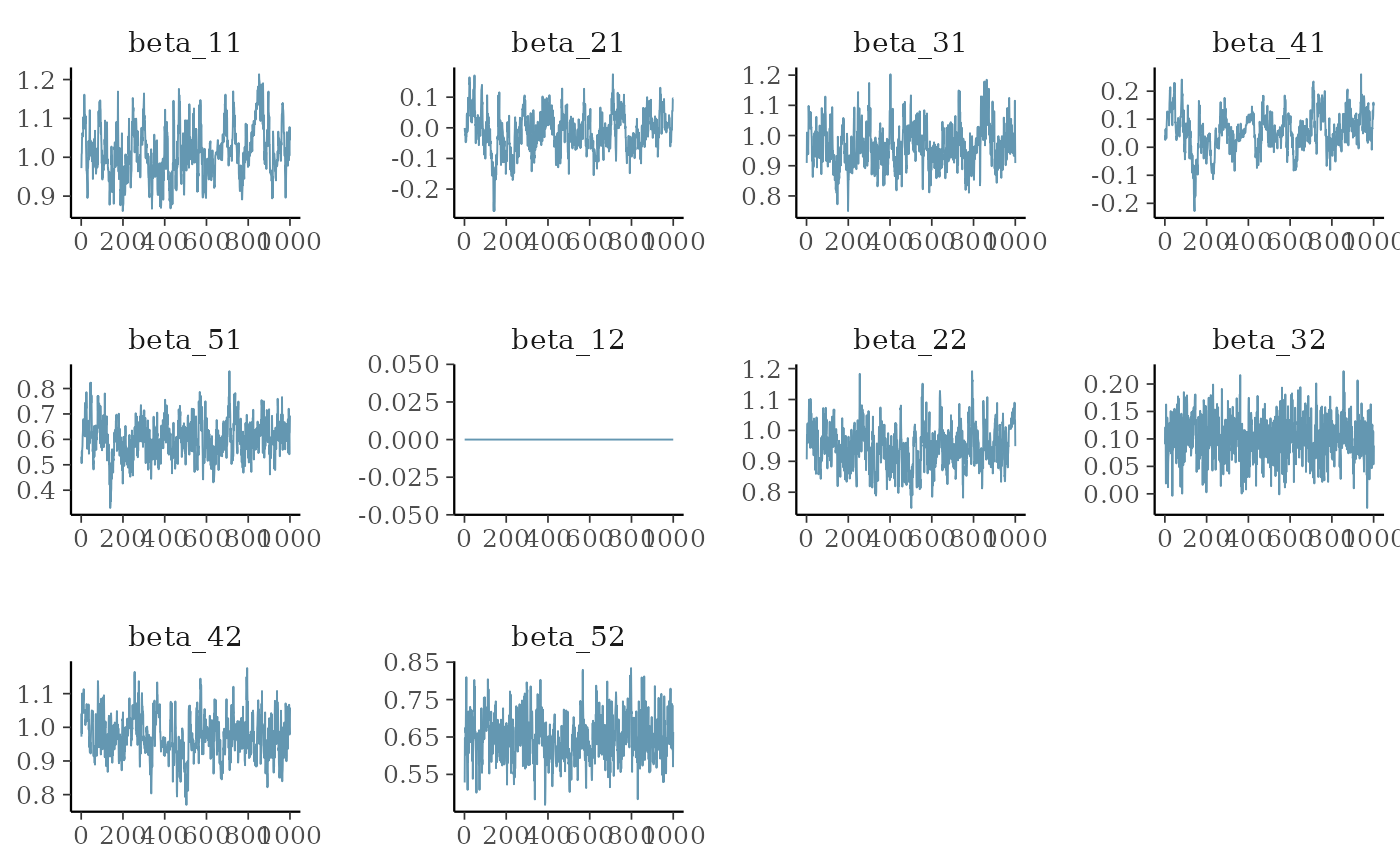 beta_11 beta_21 beta_31 beta_41
1.2 1.1 1.0 0.9
0.1 0.0 -0.1 -0.2
1.2 1.1 1.0 0.9 0.8
0.2 0.1 0.0 -0.1 -0.2
0 200 400 600 800 1000 0 200 400 600 800 1000 0 200 400 600 800 1000 0 200 400 600 800 1000
beta_51 beta_12 beta_22 beta_32
0.8 0.7 0.6 0.5 0.4
0.050 0.025 0.000 -0.025 -0.050
1.2 1.1 1.0 0.9 0.8
0.20 0.15 0.10 0.05 0.00
0 200 400 600 800 1000 0 200 400 600 800 1000 0 200 400 600 800 1000 0 200 400 600 800 1000
beta_42 beta_52
1.1 1.0 0.9 0.8
0.85 0.75 0.65 0.55
0 200 400 600 800 1000 0 200 400 600 800 1000